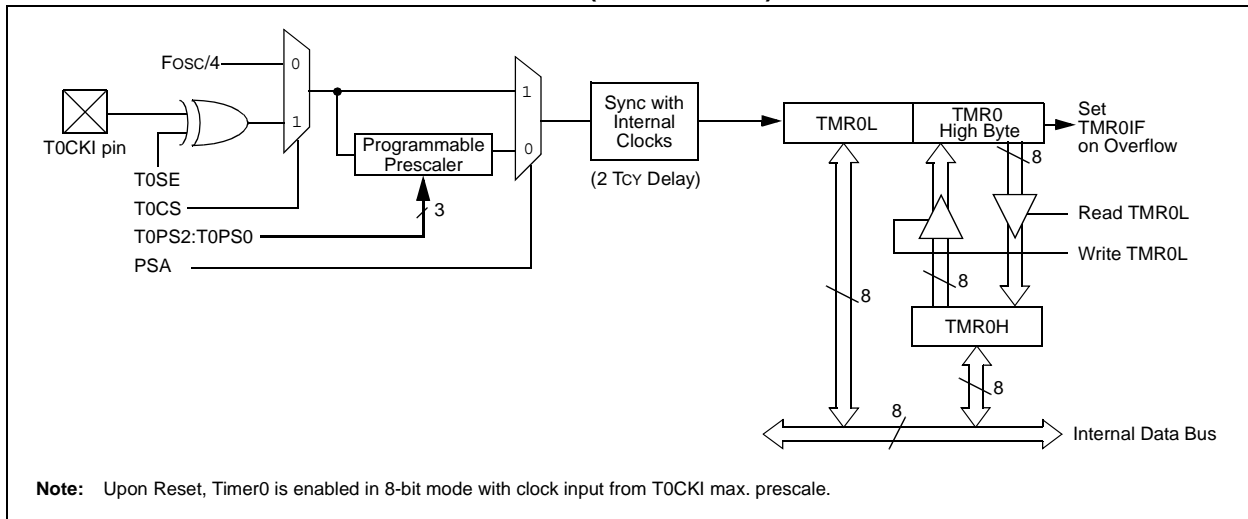 FOSC/4
0
1
T0CKI pin
T0SE
T0CS
T0PS2:T0PS0
PSA
Programmable
Prescaler
3
1
0
Sync with
Internal
Clocks
(2 TCY Delay)
TMR0L
TMR0
High Byte
Set
TMR0IF
on Overflow
8
Read TMR0L
Write TMR0L
8
8
TMR0H
8
8
Internal Data Bus
Note: Upon Reset, Timer0 is enabled in 8-bit mode with clock input from T0CKI max. prescale.